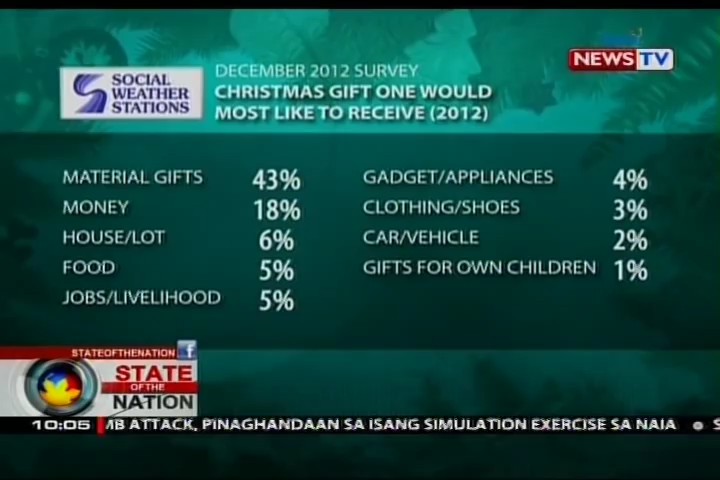 NEWS TV
SOCIAL
WEATHER
STATIONS
DECEMBER 2012 SURVEY
CHRISTMAS GIFT ONE WOULD
MOST LIKE TO RECEIVE (2012)
MATERIAL GIFTS 43%
MONEY 18%
HOUSE/LOT 6%
FOOD 5%
JOBS/LIVELIHOOD 5%
GADGET/APPLIANCES 4%
CLOTHING/SHOES 3%
CAR/VEHICLE 2%
GIFTS FOR OWN CHILDREN 1%
STATEOFTHENATION f
STATE
OF THE
NATION
10:05 MB ATTACK, PINAGHANDAAN SA ISANG SIMULATION EXERCISE SA NAIA S